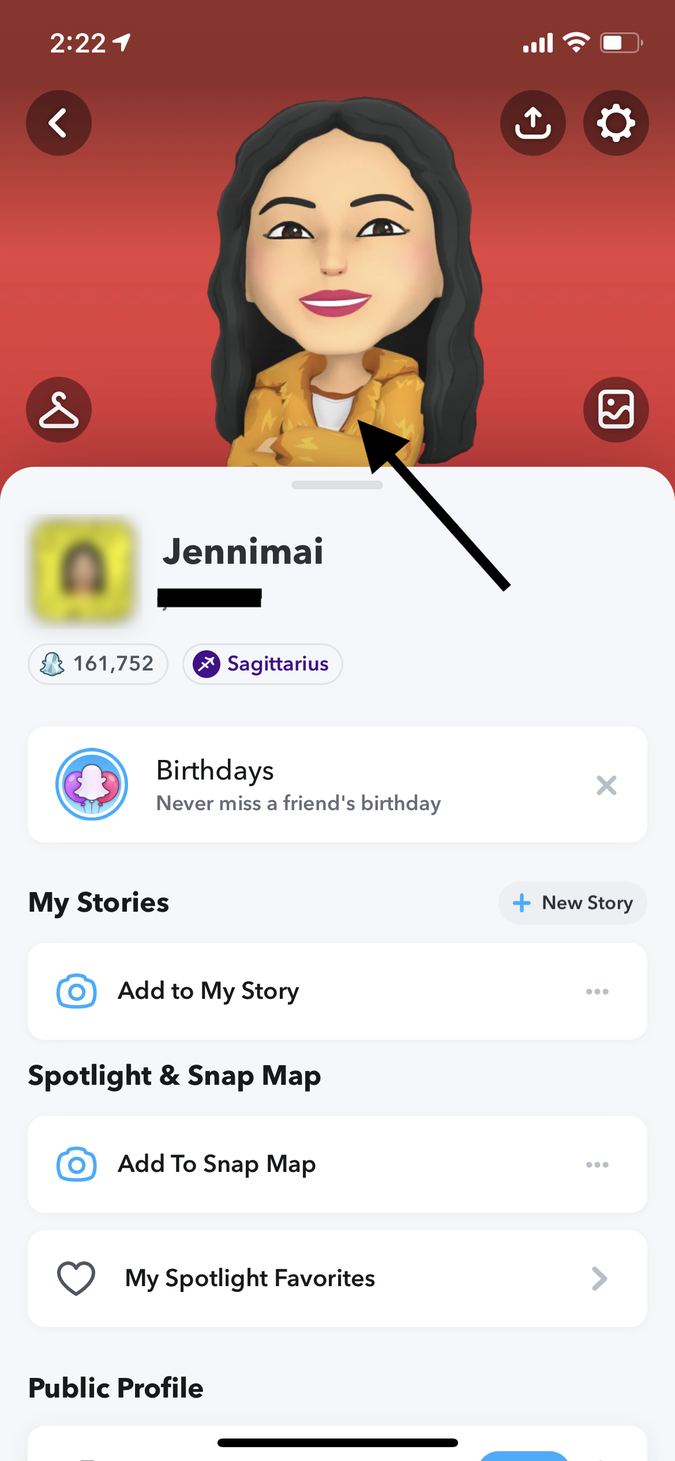 2:22
Jennimai
161,752
Sagittarius
Birthdays
Never miss a friend's birthday
My Stories
New Story
Add to My Story
Spotlight & Snap Map
Add To Snap Map
My Spotlight Favorites
Public Profile